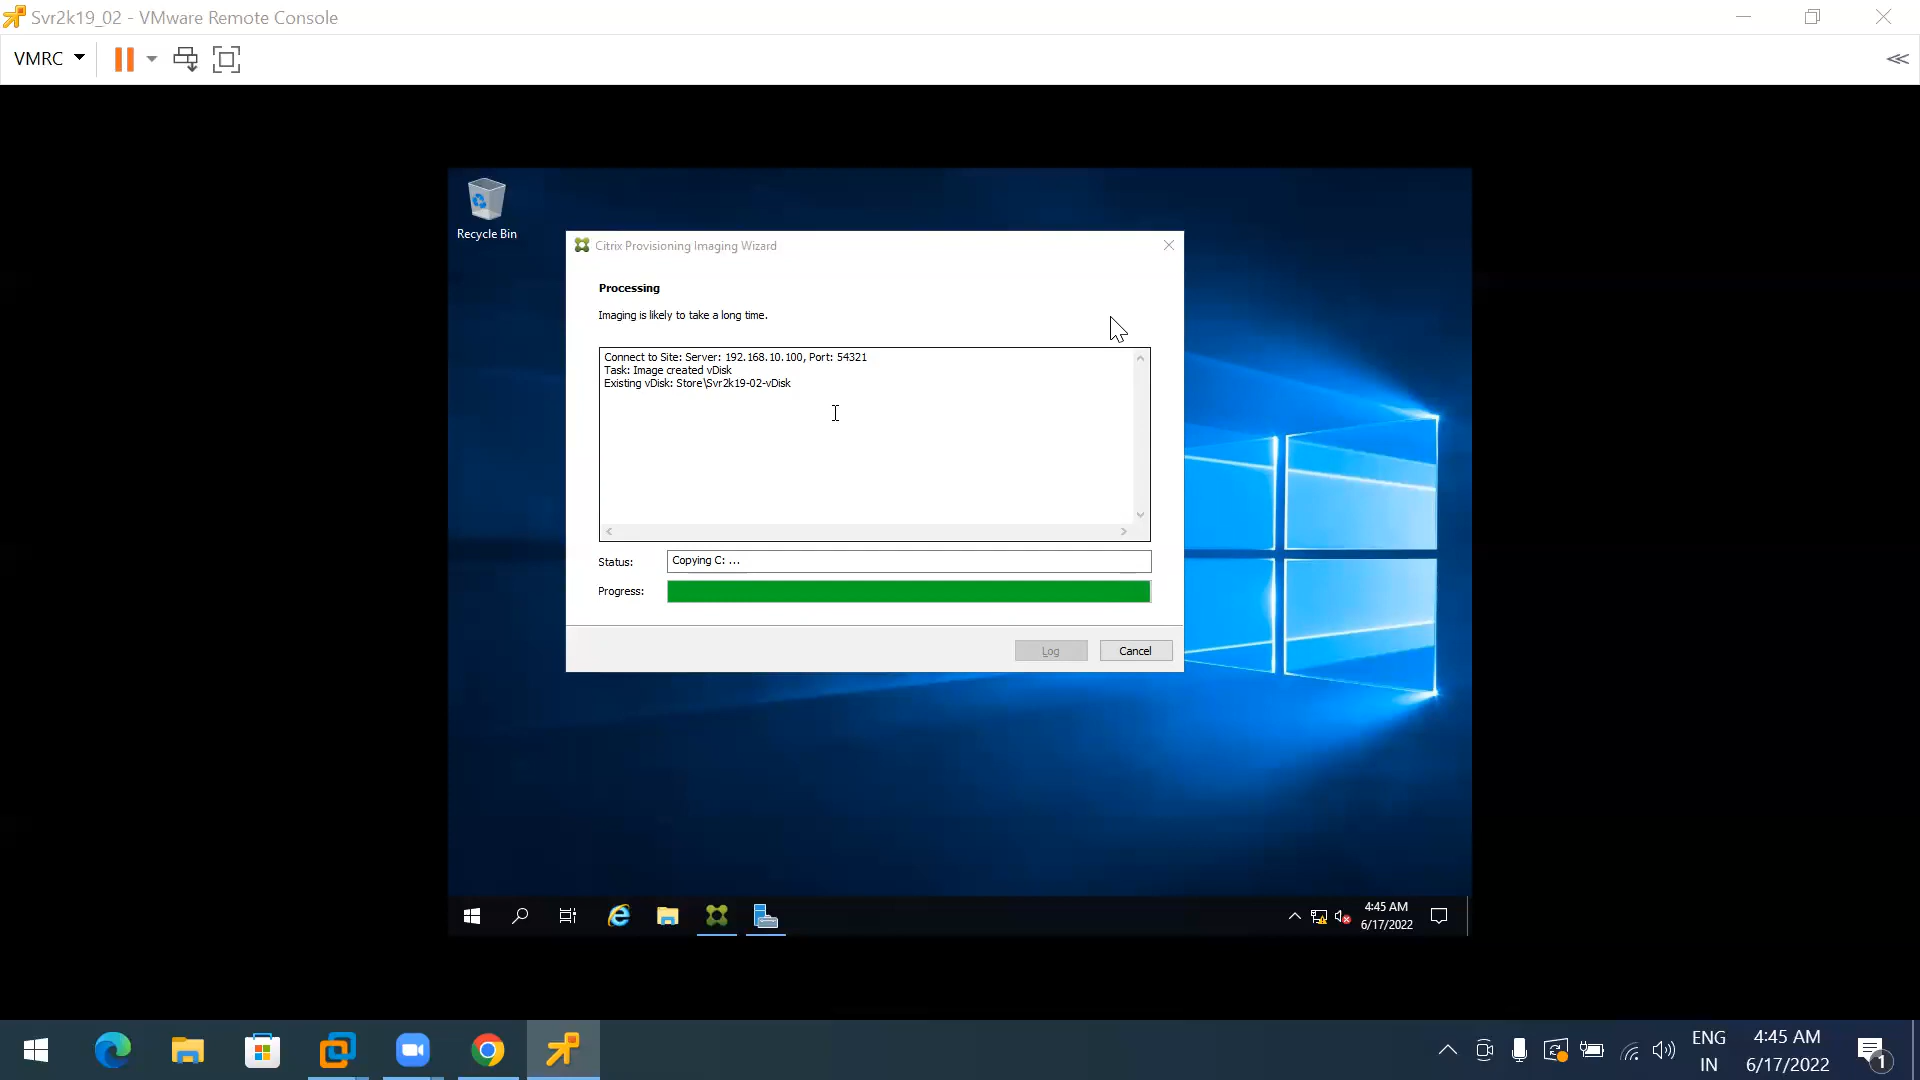 Svr2k19_02 - VMware Remote Console
VMRC
Recycle Bin
Citrix Provisioning Imaging Wizard
Processing
Imaging is likely to take a long time.
Connect to Site: Server: 192.168.10.100, Port: 54321
Task: Image created vDisk
Existing vDisk: Store\Svr2k19-02-vDisk
Status:
Copying C: ...
Progress:
Log
Cancel
4:45 AM
6/17/2022
ENG
IN
4:45 AM
6/17/2022
1